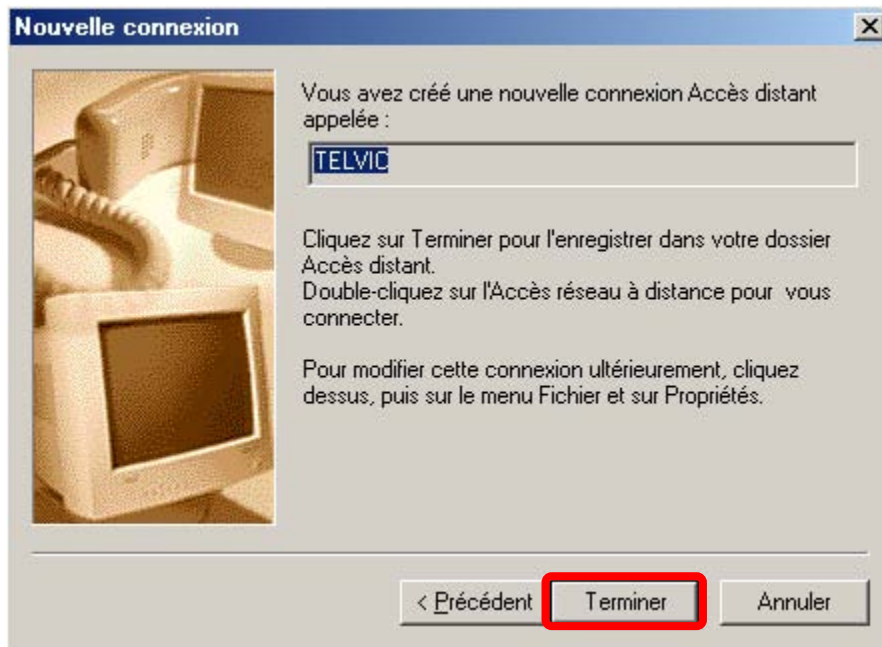 Nouvelle connexion
Vous avez créé une nouvelle connexion Accès distant
appelée :
TELVIC
Cliquez sur Terminer pour l'enregistrer dans votre dossier
Accès distant.
Double-cliquez sur l'Accès réseau à distance pour vous
connecter.
Pour modifier cette connexion ultérieurement, cliquez
dessus, puis sur le menu Fichier et sur Propriétés.
< Précédent Terminer Annuler